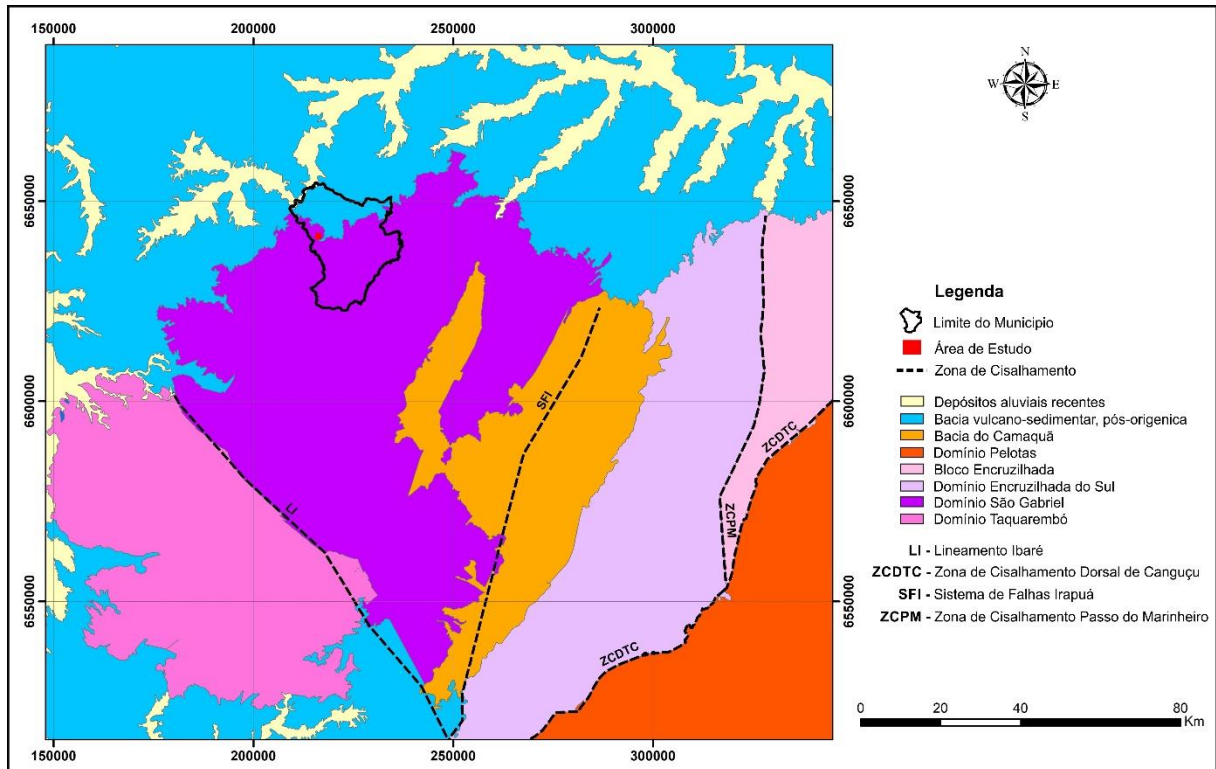 150000 200000 250000 300000
N
W E
S
6650000 6650000
Legenda
Limite do Municipio
Área de Estudo
Zona de Cisalhamento
SFI
6600000 6600000
Depósitos aluviais recentes
Bacia vulcano-sedimentar, pós-origenica
Bacia do Camaquã
Domínio Pelotas
Bloco Encruzilhada
Domínio Encruzilhada do Sul
Domínio São Gabriel
Domínio Taquarembó
ZCDTC
LI
ZCPM
LI - Lineamento Ibaré
ZCDTC - Zona de Cisalhamento Dorsal de Canguçu
SFI - Sistema de Falhas Irapuá
ZCPM - Zona de Cisalhamento Passo do Marinheiro
6550000 6550000
ZCDTC
0 20 40 80
Km
150000 200000 250000 300000